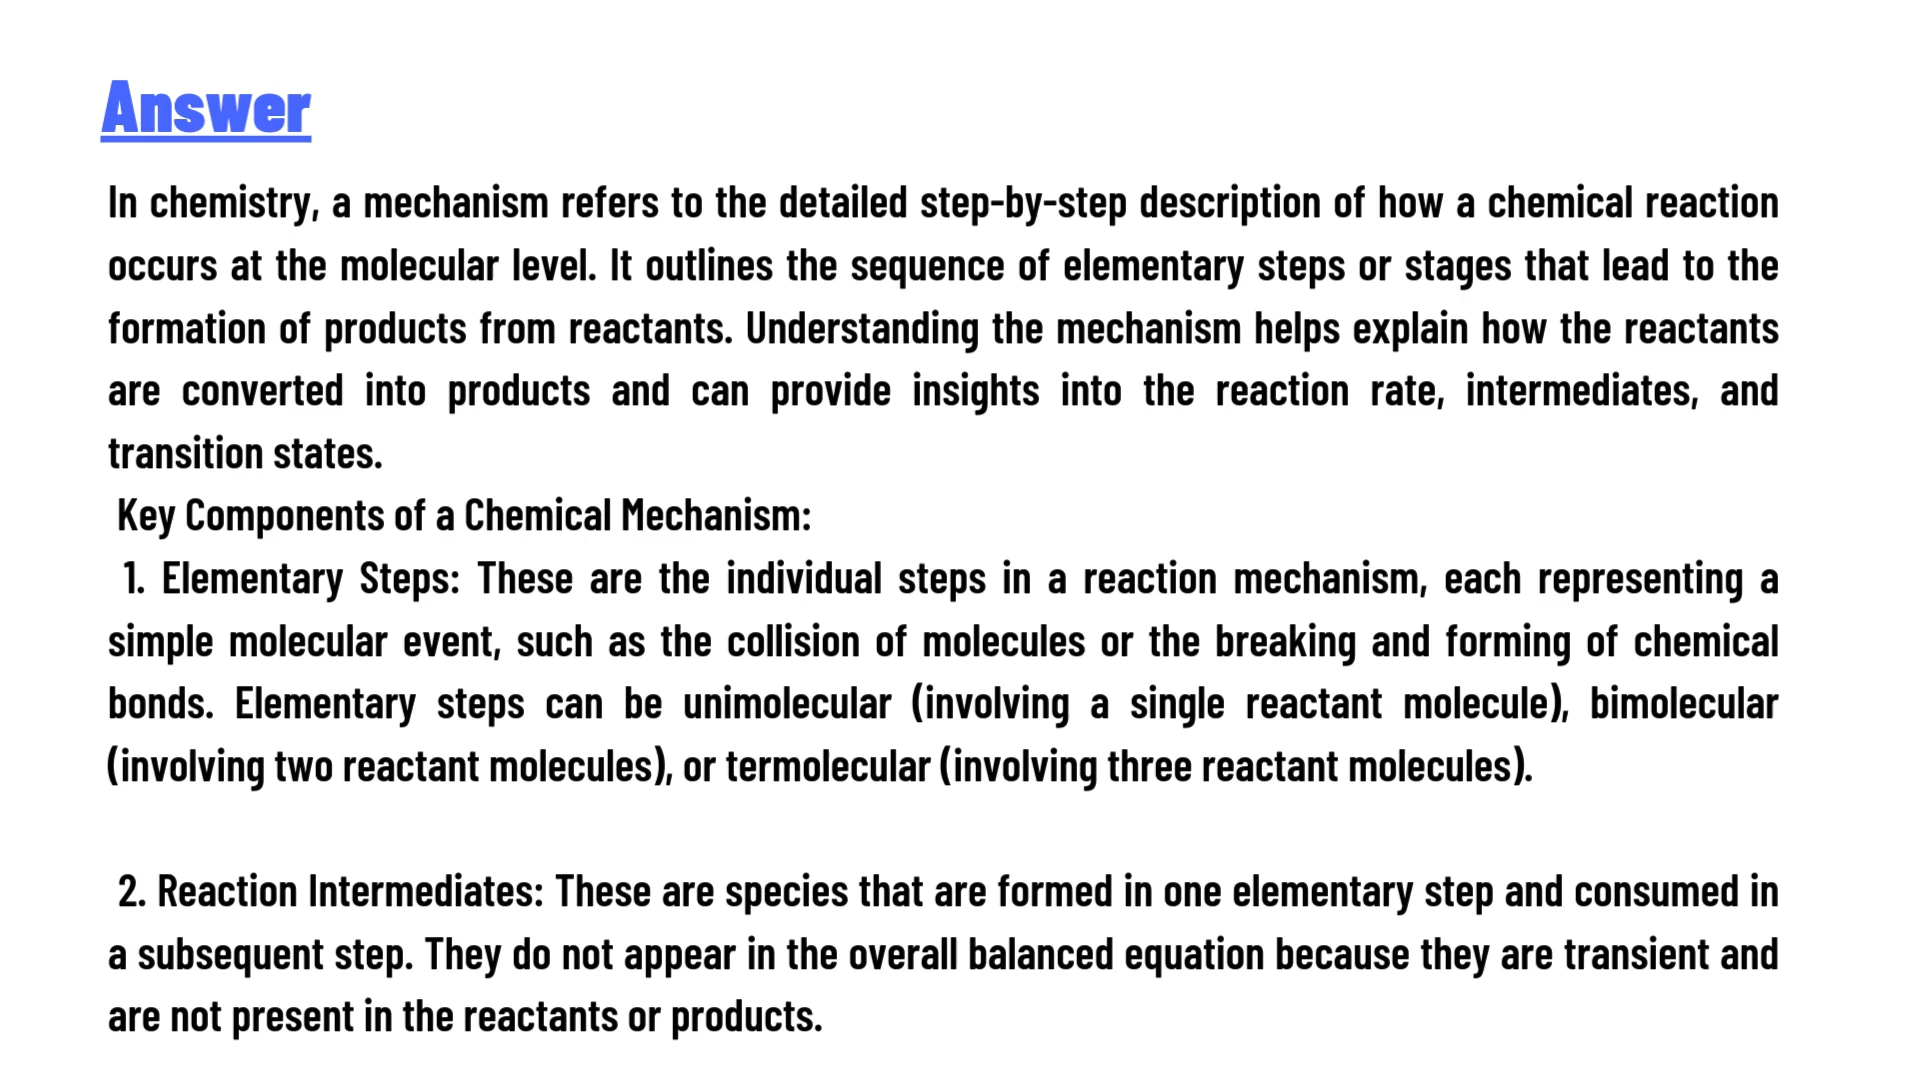 Answer
In chemistry, a mechanism refers to the detailed step-by-step description of how a chemical reaction
occurs at the molecular level. It outlines the sequence of elementary steps or stages that lead to the
formation of products from reactants. Understanding the mechanism helps explain how the reactants
are converted into products and can provide insights into the reaction rate, intermediates, and
transition states.
Key Components of a Chemical Mechanism:
1. Elementary Steps: These are the individual steps in a reaction mechanism, each representing a
simple molecular event, such as the collision of molecules or the breaking and forming of chemical
bonds. Elementary steps can be unimolecular (involving a single reactant molecule), bimolecular
(involving two reactant molecules), or termolecular (involving three reactant molecules).
2. Reaction Intermediates: These are species that are formed in one elementary step and consumed in
a subsequent step. They do not appear in the overall balanced equation because they are transient and
are not present in the reactants or products.